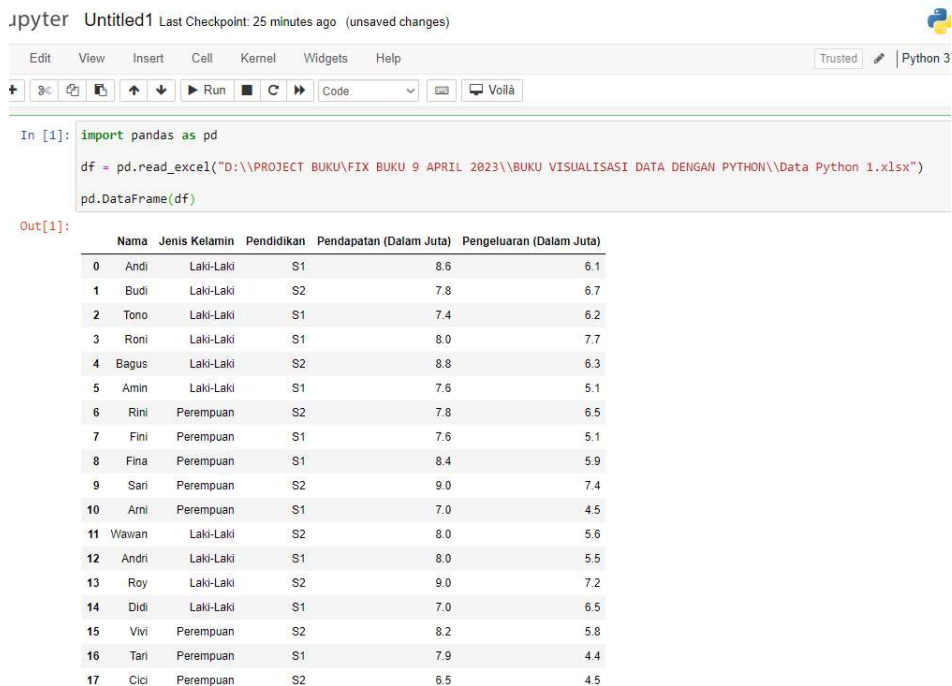 upyter Untitled1 Last Checkpoint: 25 minutes ago (unsaved changes)
Edit View Insert Cell Kernel Widgets Help Trusted Python 3
Run Code Voilà
In [1]: import pandas as pd
df = pd.read_excel("D:\\PROJECT BUKU\\FIX BUKU 9 APRIL 2023\\BUKU VISUALISASI DATA DENGAN PYTHON\\Data Python 1.xlsx")
pd.DataFrame(df)
Out[1]:
Nama Jenis Kelamin Pendidikan Pendapatan (Dalam Juta) Pengeluaran (Dalam Juta)
0 Andi Laki-Laki S1 8.6 6.1
1 Budi Laki-Laki S2 7.8 6.7
2 Tono Laki-Laki S1 7.4 6.2
3 Roni Laki-Laki S1 8.0 7.7
4 Bagus Laki-Laki S2 8.8 6.3
5 Amin Laki-Laki S1 7.6 5.1
6 Rini Perempuan S2 7.8 6.5
7 Fini Perempuan S1 7.6 5.1
8 Fina Perempuan S1 8.4 5.9
9 Sari Perempuan S2 9.0 7.4
10 Arni Perempuan S1 7.0 4.5
11 Wawan Laki-Laki S2 8.0 5.6
12 Andri Laki-Laki S1 8.0 5.5
13 Roy Laki-Laki S2 9.0 7.2
14 Didi Laki-Laki S1 7.0 6.5
15 Vivi Perempuan S2 8.2 5.8
16 Tari Perempuan S1 7.9 4.4
17 Cici Perempuan S2 6.5 4.5